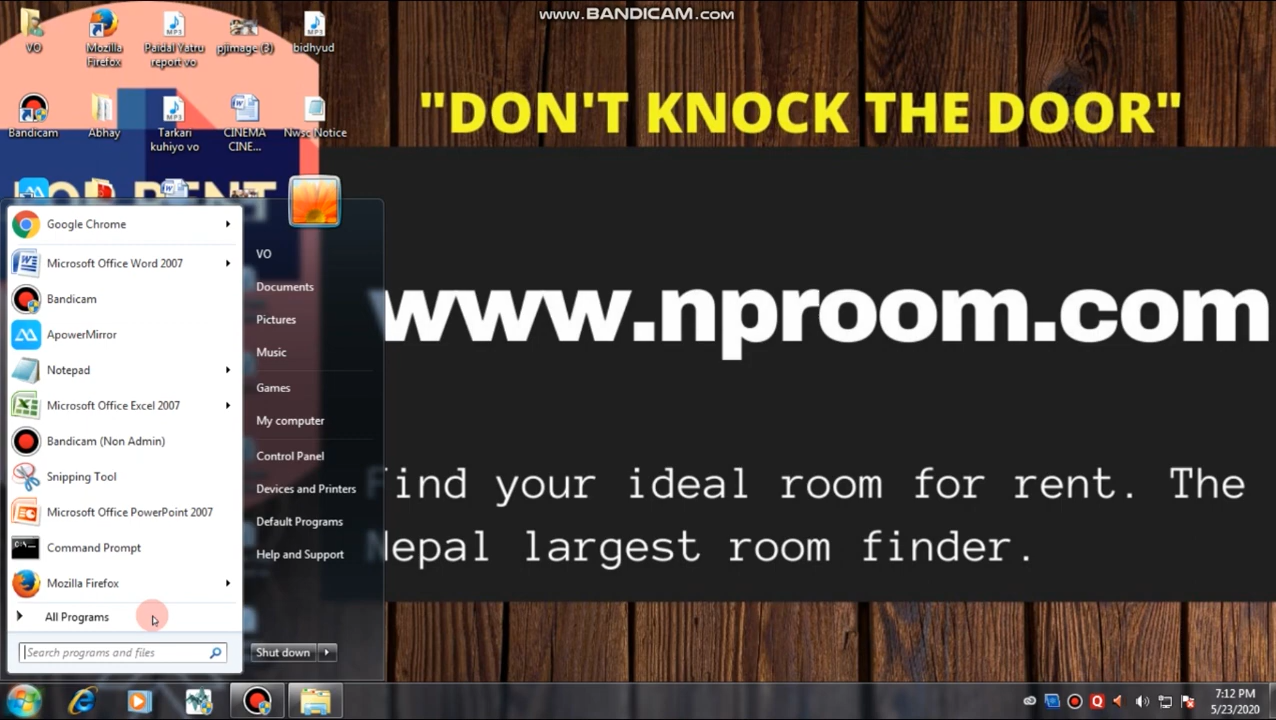 www.BANDICAM.com
VO
Mozilla
Firefox
Paidal Yatru
report vo
pjimage (3)
bidhyud
"DON'T KNOCK THE DOOR"
Bandicam
Abhay
Tarkari
kuhiyo vo
CINEMA
CINE...
Nwsc Notice
RENT
Google Chrome
Microsoft Office Word 2007
Bandicam
ApowerMirror
Notepad
Microsoft Office Excel 2007
Bandicam (Non Admin)
Snipping Tool
Microsoft Office PowerPoint 2007
Command Prompt
Mozilla Firefox
All Programs
Search programs and files
VO
Documents
Pictures
Music
Games
My computer
Control Panel
Devices and Printers
Default Programs
Help and Support
Shut down
www.nproom.com
Find your ideal room for rent. The
Nepal largest room finder.
7:12 PM
5/23/2020